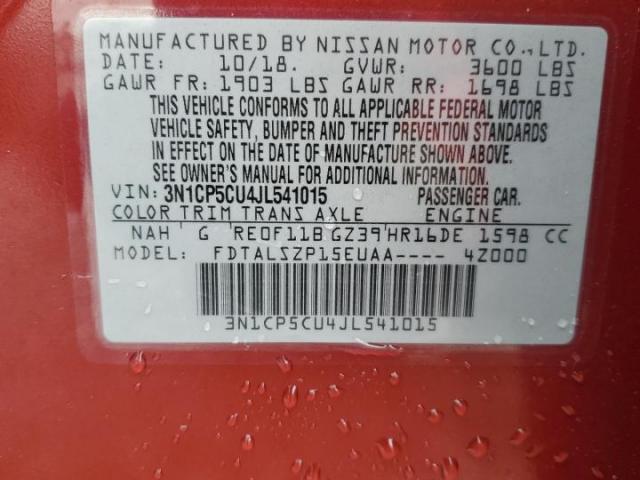 MANUFACTURED BY NISSAN MOTOR CO., LTD.
DATE: 10/18. GVWR: 3600 LBS
GAWR FR: 1903 LBS GAWR RR: 1698 LBS
THIS VEHICLE CONFORMS TO ALL APPLICABLE FEDERAL MOTOR
VEHICLE SAFETY, BUMPER AND THEFT PREVENTION STANDARDS
IN EFFECT ON THE DATE OF MANUFACTURE SHOWN ABOVE.
SEE OWNER'S MANUAL FOR ADDITIONAL INFORMATION.
VIN: 3N1CP5CU4JL541015 PASSENGER CAR.
COLOR TRIM TRANS AXLE ENGINE
NAH G RE0F11B GZ39 HR16DE 1598 CC
MODEL: FDTALSZP15EUAA---- 4Z000
3N1CP5CU4JL541015